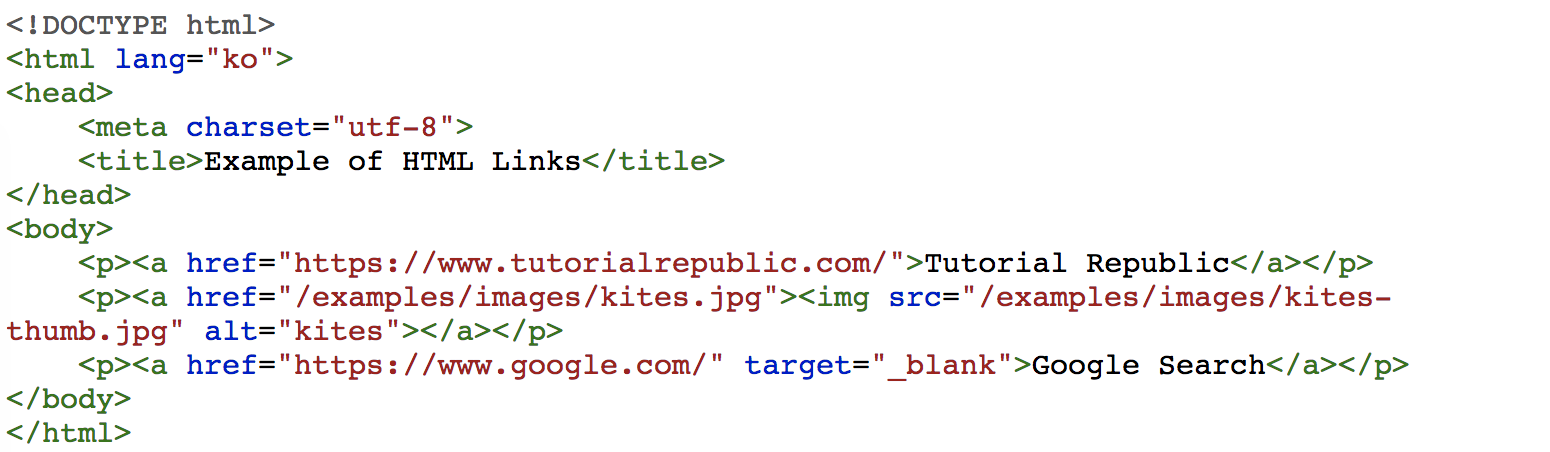 <!DOCTYPE html>
<html lang="ko">
<head>
    <meta charset="utf-8">
    <title>Example of HTML Links</title>
</head>
<body>
    <p><a href="https://www.tutorialrepublic.com/">Tutorial Republic</a></p>
    <p><a href="/examples/images/kites.jpg"><img src="/examples/images/kites-
thumb.jpg" alt="kites"></a></p>
    <p><a href="https://www.google.com/" target="_blank">Google Search</a></p>
</body>
</html>